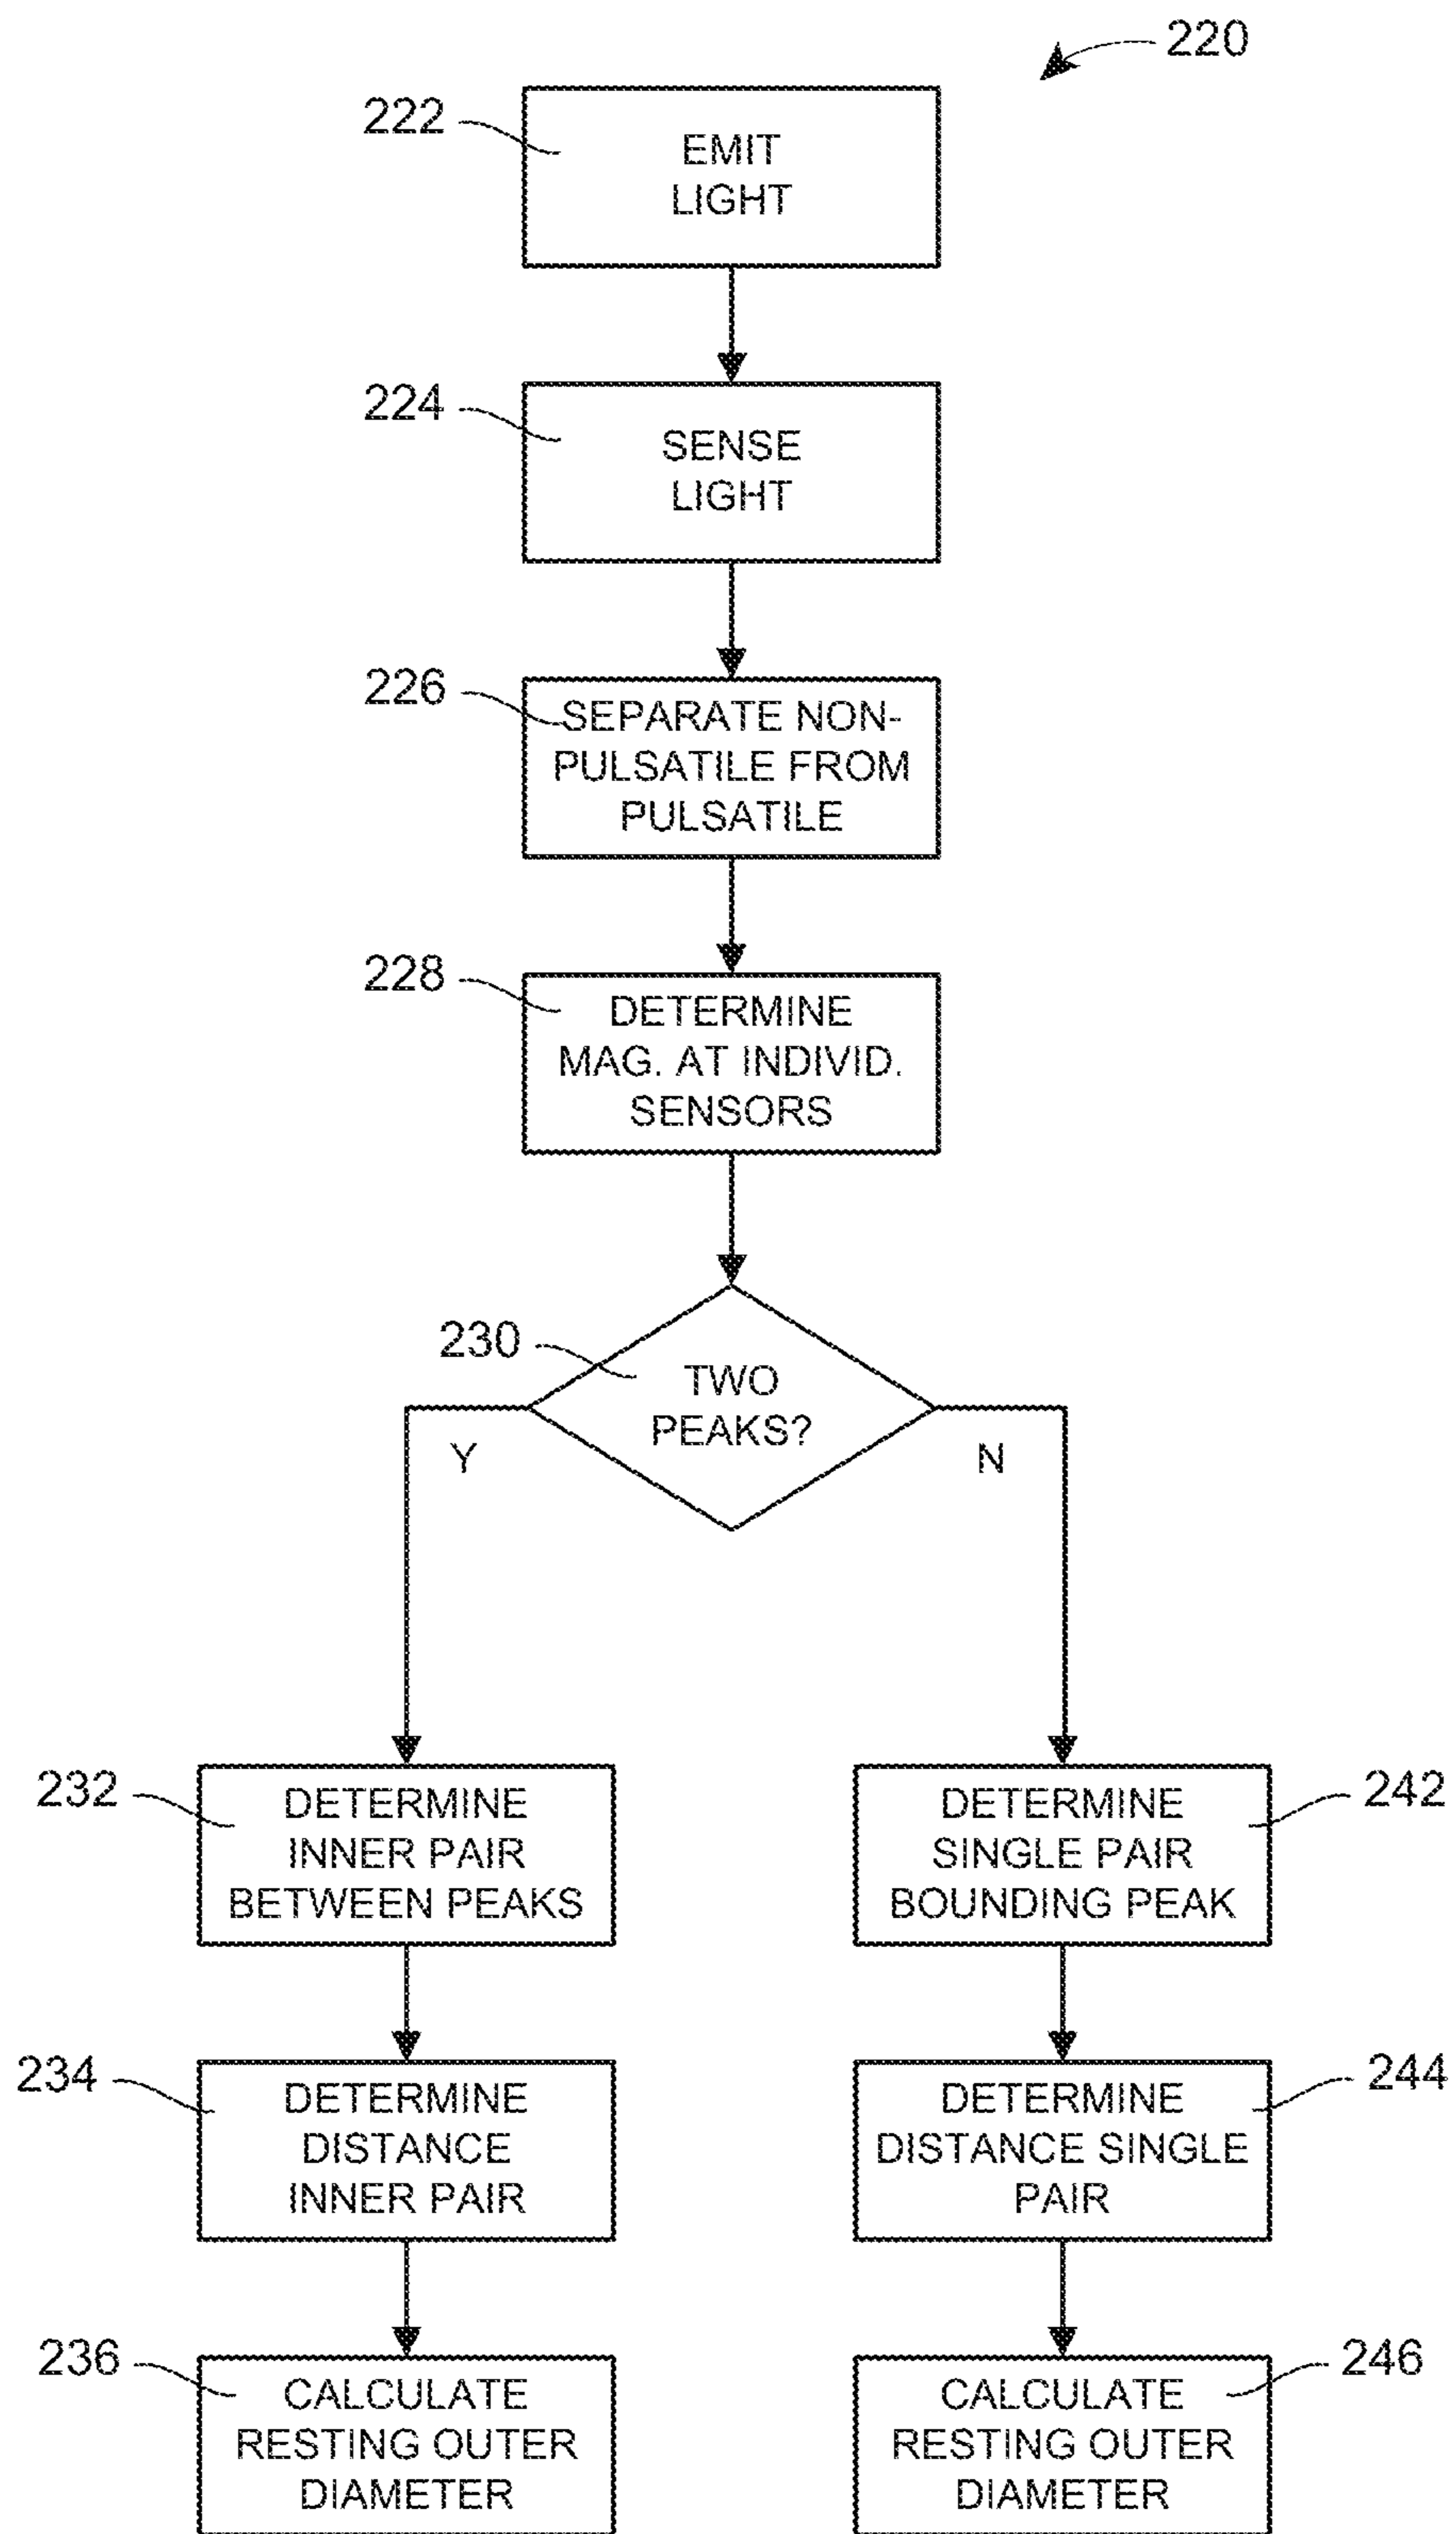 220
222
EMIT
LIGHT
224
SENSE
LIGHT
226
SEPARATE NON-
PULSATILE FROM
PULSATILE
228
DETERMINE
MAG. AT INDIVID.
SENSORS
230
TWO
PEAKS?
Y
N
232
DETERMINE
INNER PAIR
BETWEEN PEAKS
242
DETERMINE
SINGLE PAIR
BOUNDING PEAK
234
DETERMINE
DISTANCE
INNER PAIR
244
DETERMINE
DISTANCE SINGLE
PAIR
236
CALCULATE
RESTING OUTER
DIAMETER
246
CALCULATE
RESTING OUTER
DIAMETER